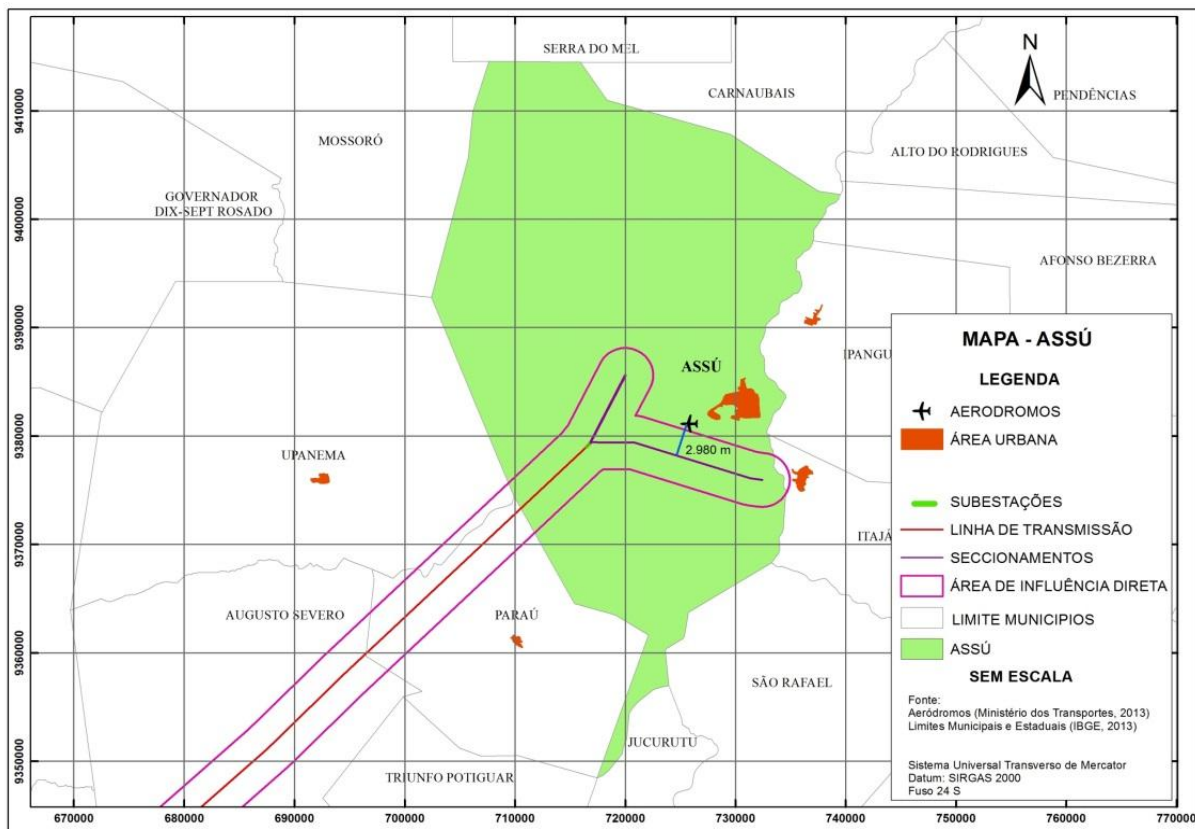 SERRA DO MEL
N
CARNAUBAIS
PENDÊNCIAS
MOSSORÓ
ALTO DO RODRIGUES
GOVERNADOR
DIX-SEPT ROSADO
AFONSO BEZERRA
IPANGU
ASSÚ
2.980 m
UPANEMA
ITAJÁ
AUGUSTO SEVERO
PARAÚ
SÃO RAFAEL
JUCURUTU
TRIUNFO POTIGUAR
9410000
9400000
9390000
9380000
9370000
9360000
9350000
670000
680000
690000
700000
710000
720000
730000
740000
750000
760000
770000
MAPA - ASSÚ
LEGENDA
AERODROMOS
ÁREA URBANA
SUBESTAÇÕES
LINHA DE TRANSMISSÃO
SECCIONAMENTOS
ÁREA DE INFLUÊNCIA DIRETA
LIMITE MUNICIPIOS
ASSÚ
SEM ESCALA
Fonte:
Aeródromos (Ministério dos Transportes, 2013)
Limites Municipais e Estaduais (IBGE, 2013)
Sistema Universal Transverso de Mercator
Datum: SIRGAS 2000
Fuso 24 S